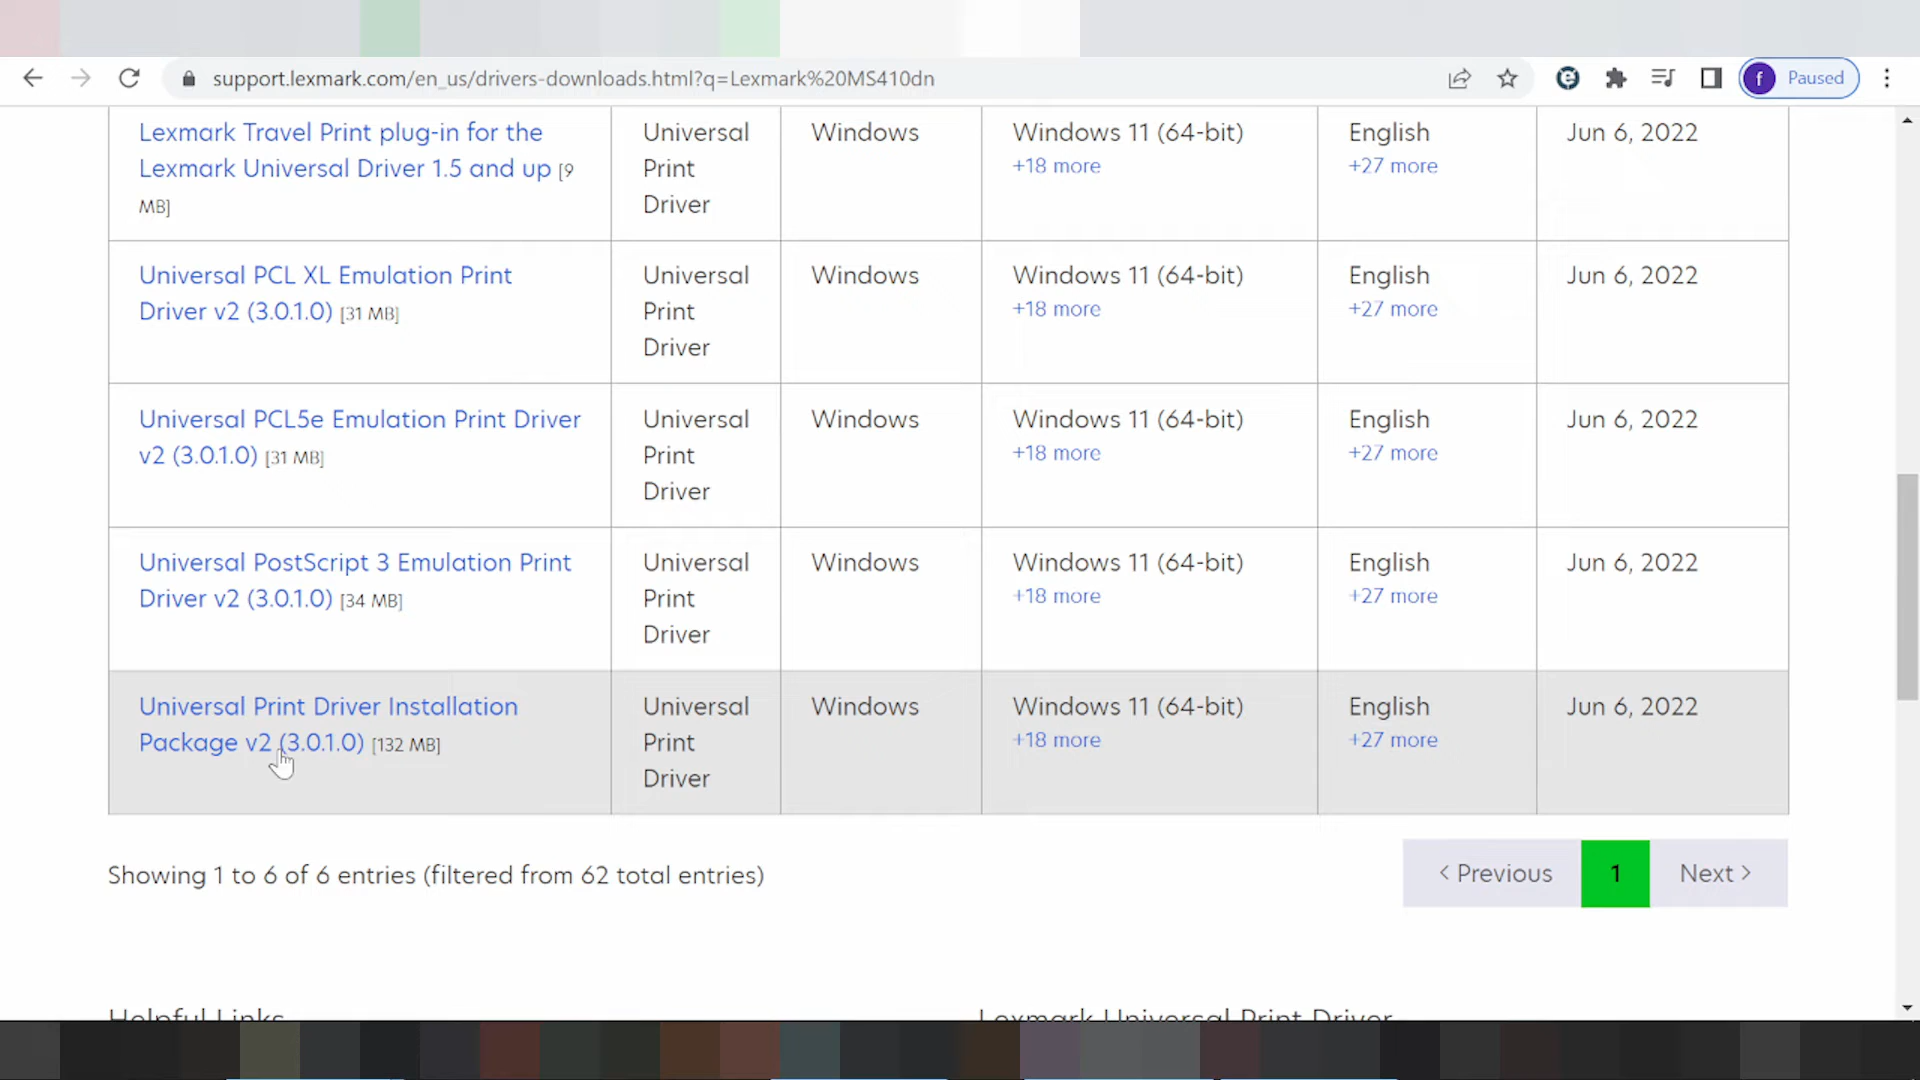 support.lexmark.com/en_us/drivers-downloads.html?q=Lexmark%20MS410dn
f Paused
Lexmark Travel Print plug-in for the
Lexmark Universal Driver 1.5 and up [9
MB]
Universal
Print
Driver
Windows
Windows 11 (64-bit)
+18 more
English
+27 more
Jun 6, 2022
Universal PCL XL Emulation Print
Driver v2 (3.0.1.0) [31 MB]
Universal
Print
Driver
Windows
Windows 11 (64-bit)
+18 more
English
+27 more
Jun 6, 2022
Universal PCL5e Emulation Print Driver
v2 (3.0.1.0) [31 MB]
Universal
Print
Driver
Windows
Windows 11 (64-bit)
+18 more
English
+27 more
Jun 6, 2022
Universal PostScript 3 Emulation Print
Driver v2 (3.0.1.0) [34 MB]
Universal
Print
Driver
Windows
Windows 11 (64-bit)
+18 more
English
+27 more
Jun 6, 2022
Universal Print Driver Installation
Package v2 (3.0.1.0) [132 MB]
Universal
Print
Driver
Windows
Windows 11 (64-bit)
+18 more
English
+27 more
Jun 6, 2022
Showing 1 to 6 of 6 entries (filtered from 62 total entries)
< Previous 1 Next >
Helpful Links
Lexmark Universal Print Driver